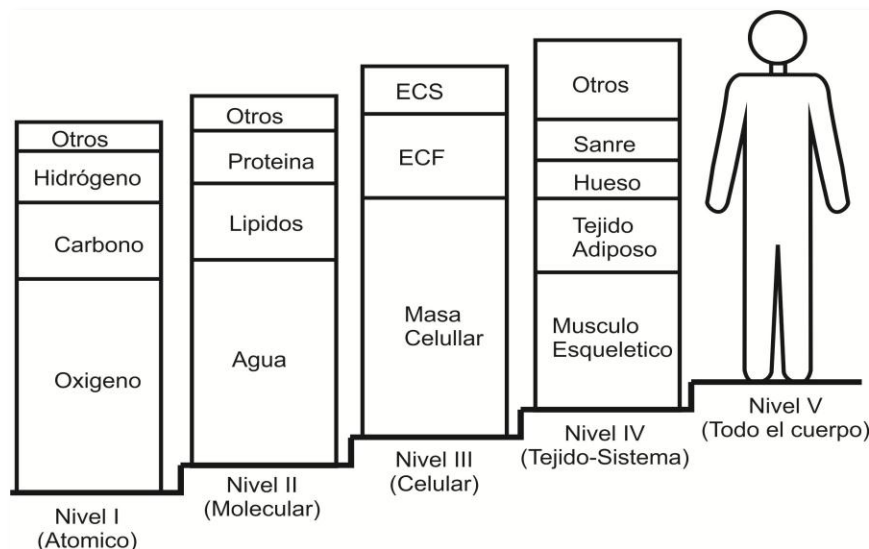 Otros
Hidrógeno
Carbono
Oxigeno
Nivel I
(Atomico)
Otros
Proteina
Lipidos
Agua
Nivel II
(Molecular)
ECS
ECF
Masa
Celullar
Nivel III
(Celular)
Otros
Sanre
Hueso
Tejido
Adiposo
Musculo
Esqueletico
Nivel IV
(Tejido-Sistema)
Nivel V
(Todo el cuerpo)